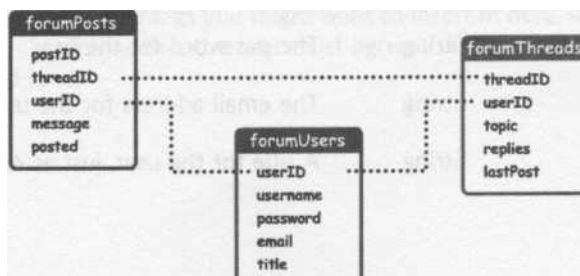 forumPosts
postID
threadID
userID
message
posted
forumThreads
threadID
userID
topic
replies
lastPost
forumUsers
userID
username
password
email
title